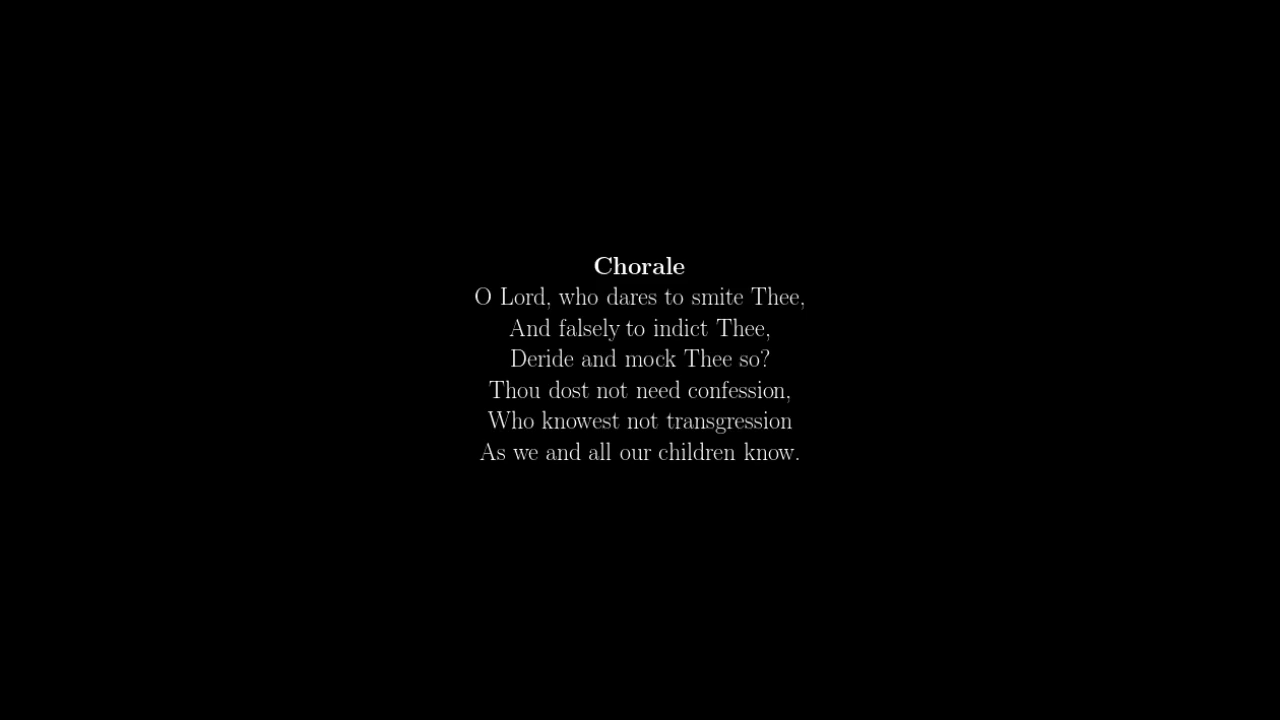 Chorale
O Lord, who dares to smite Thee,
And falsely to indict Thee,
Deride and mock Thee so?
Thou dost not need confession,
Who knowest not transgression
As we and all our children know.